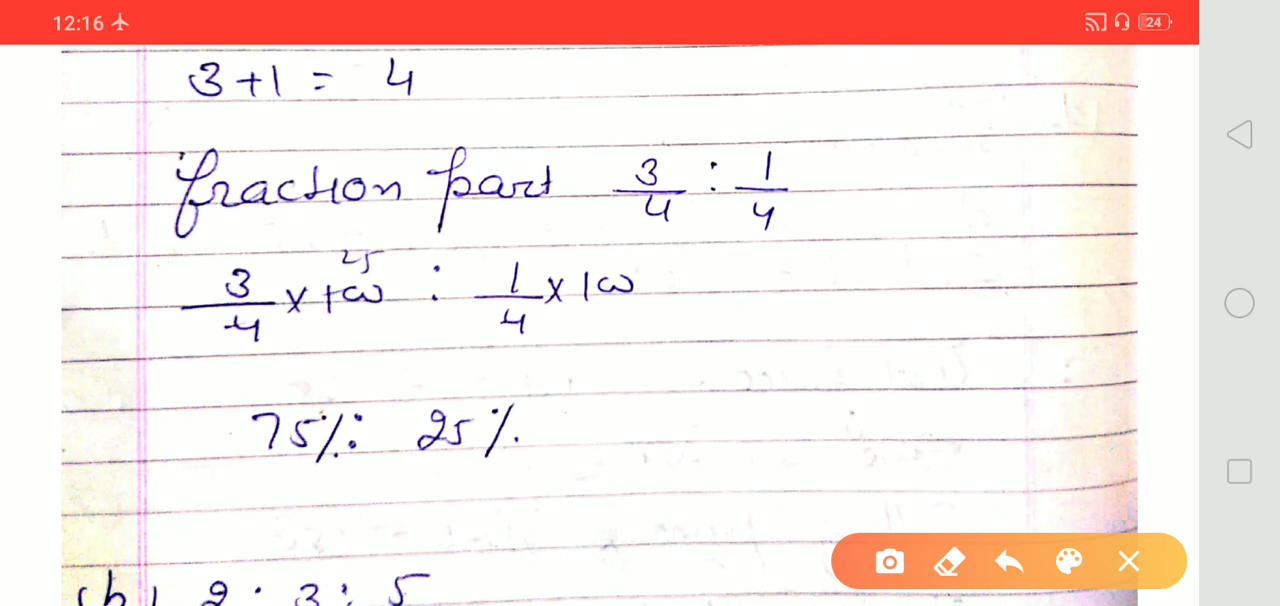 12:16
24
3+1 = 4
fraction part 3/4 : 1/4
25
3/4 x 100 : 1/4 x 100
75% : 25%
(b) 2 : 3 : 5